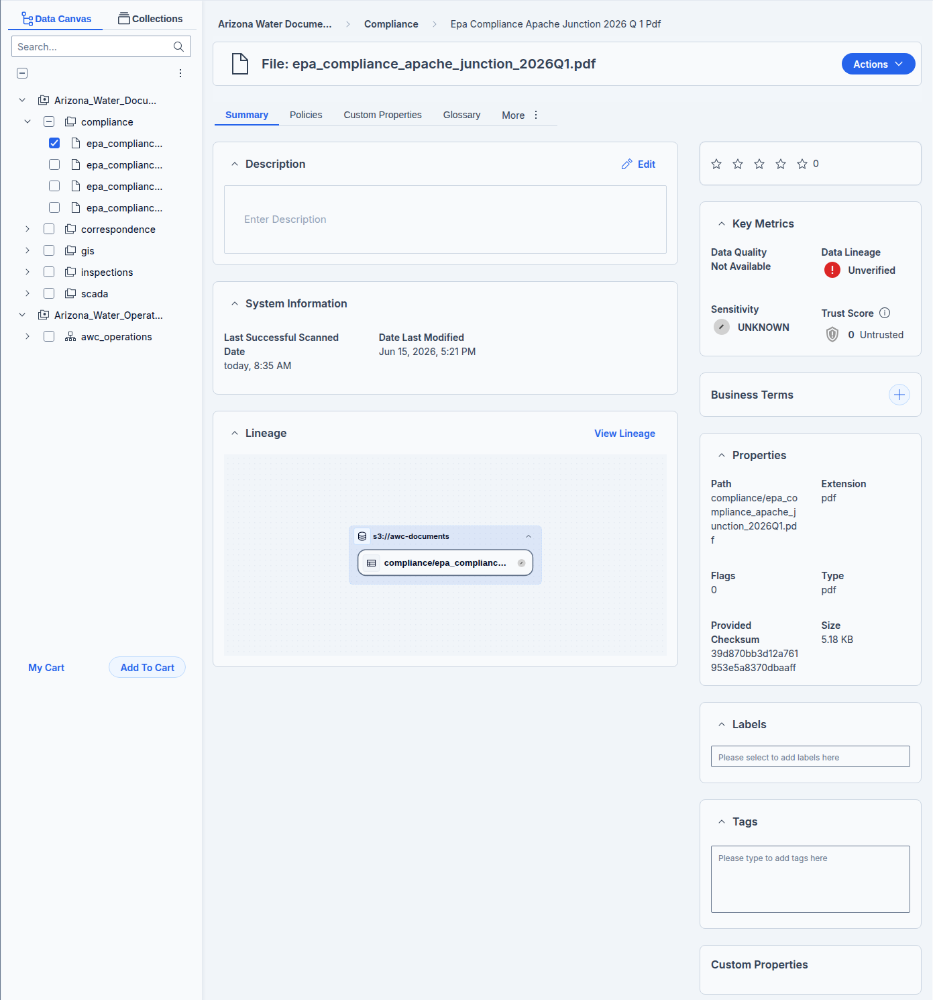 Data Canvas
Collections
Search...
Arizona_Water_Docu...
compliance
epa_complianc...
epa_complianc...
epa_complianc...
epa_complianc...
correspondence
gis
inspections
scada
Arizona_Water_Operat...
awc_operations
My Cart
Add To Cart
Arizona Water Docume...
Compliance
Epa Compliance Apache Junction 2026 Q 1 Pdf
File: epa_compliance_apache_junction_2026Q1.pdf
Actions
Summary
Policies
Custom Properties
Glossary
More
Description
Edit
Enter Description
System Information
Last Successful Scanned
Date
today, 8:35 AM
Date Last Modified
Jun 15, 2026, 5:21 PM
Lineage
View Lineage
s3://awc-documents
compliance/epa_complianc...
0
Key Metrics
Data Quality
Not Available
Data Lineage
Unverified
Sensitivity
UNKNOWN
Trust Score
0 Untrusted
Business Terms
Properties
Path
compliance/epa_co
mpliance_apache_j
unction_2026Q1.pd
f
Extension
pdf
Flags
0
Type
pdf
Provided
Checksum
39d870bb3d12a761
953e5a8370dbaaff
Size
5.18 KB
Labels
Please select to add labels here
Tags
Please type to add tags here
Custom Properties